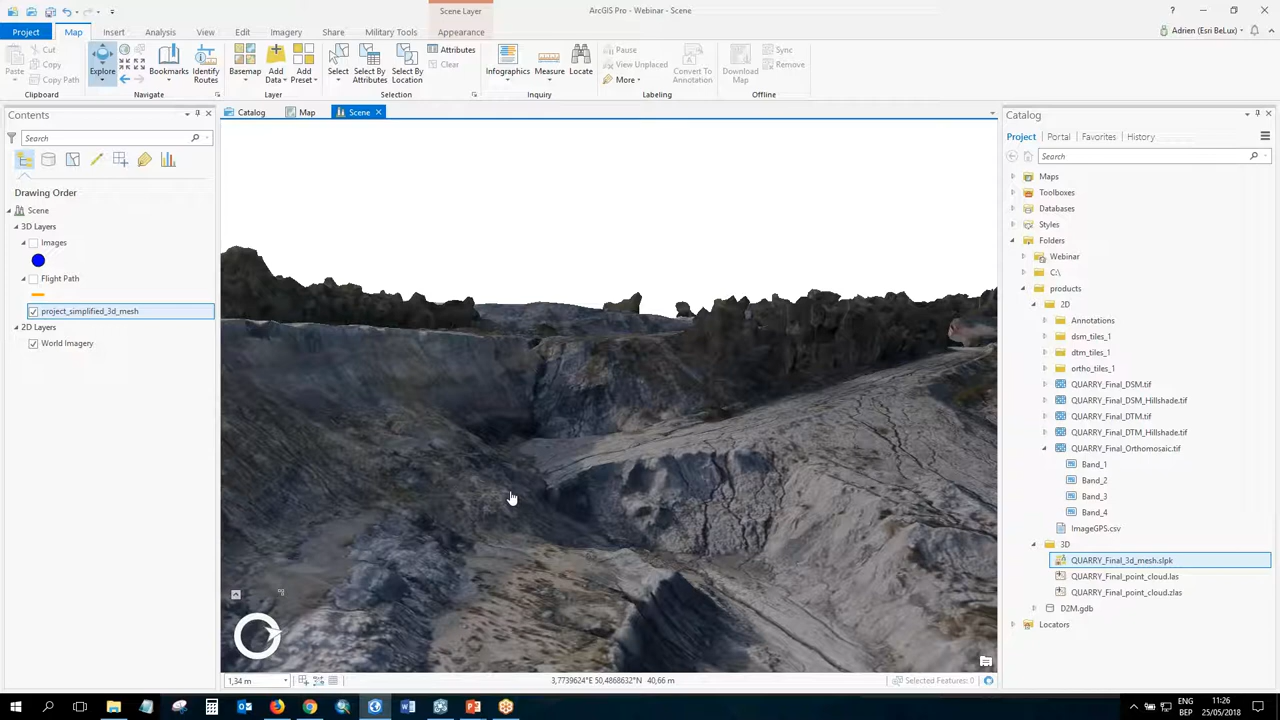 Scene Layer
ArcGIS Pro - Webinar - Scene
?
Project
Map
Insert
Analysis
View
Edit
Imagery
Share
Military Tools
Appearance
Adrien (Esri BeLux)
Paste
Cut
Copy
Copy Path
Clipboard
Explore
Bookmarks
Identify Routes
Navigate
Basemap
Add Data
Add Preset
Layer
Select
Select By Attributes
Select By Location
Attributes
Clear
Selection
Infographics
Measure
Locate
Inquiry
Pause
View Unplaced
More
Convert To Annotation
Labeling
Download Map
Sync
Remove
Offline
Contents
Search
Drawing Order
Scene
3D Layers
Images
Flight Path
project_simplified_3d_mesh
2D Layers
World Imagery
Catalog
Map
Scene
1,34 m
3,7739624°E 50,4868632°N
40,66 m
Selected Features: 0
Catalog
Project
Portal
Favorites
History
Search
Maps
Toolboxes
Databases
Styles
Folders
Webinar
C:\
products
2D
Annotations
dsm_tiles_1
dtm_tiles_1
ortho_tiles_1
QUARRY_Final_DSM.tif
QUARRY_Final_DSM_Hillshade.tif
QUARRY_Final_DTM.tif
QUARRY_Final_DTM_Hillshade.tif
QUARRY_Final_Orthomosaic.tif
Band_1
Band_2
Band_3
Band_4
ImageGPS.csv
3D
QUARRY_Final_3d_mesh.slpk
QUARRY_Final_point_cloud.las
QUARRY_Final_point_cloud.zlas
D2M.gdb
Locators
ENG
BEP
11:26
25/05/2018